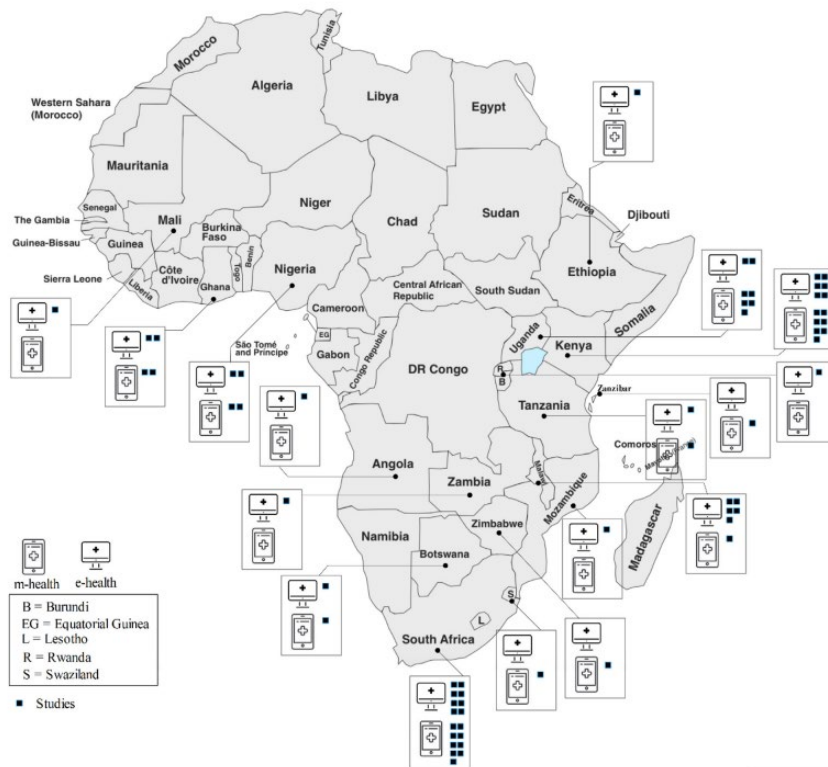 Morocco
Tunisia
Algeria
Libya
Egypt
Western Sahara
(Morocco)
Mauritania
Mali
Niger
Chad
Sudan
Eritrea
Djibouti
Senegal
The Gambia
Guinea-Bissau
Guinea
Sierra Leone
Liberia
Côte
d'Ivoire
Burkina
Faso
Ghana
Togo
Benin
Nigeria
Cameroon
Central African
Republic
South Sudan
Ethiopia
Somalia
EG
São Tomé
and Príncipe
Gabon
Congo Republic
DR Congo
Uganda
Kenya
R
B
Tanzania
Zanzibar
Comoros
Angola
Zambia
Malawi
Mozambique
Madagascar
Namibia
Zimbabwe
Botswana
S
L
South Africa
m-health
e-health
B = Burundi
EG = Equatorial Guinea
L = Lesotho
R = Rwanda
S = Swaziland
Studies